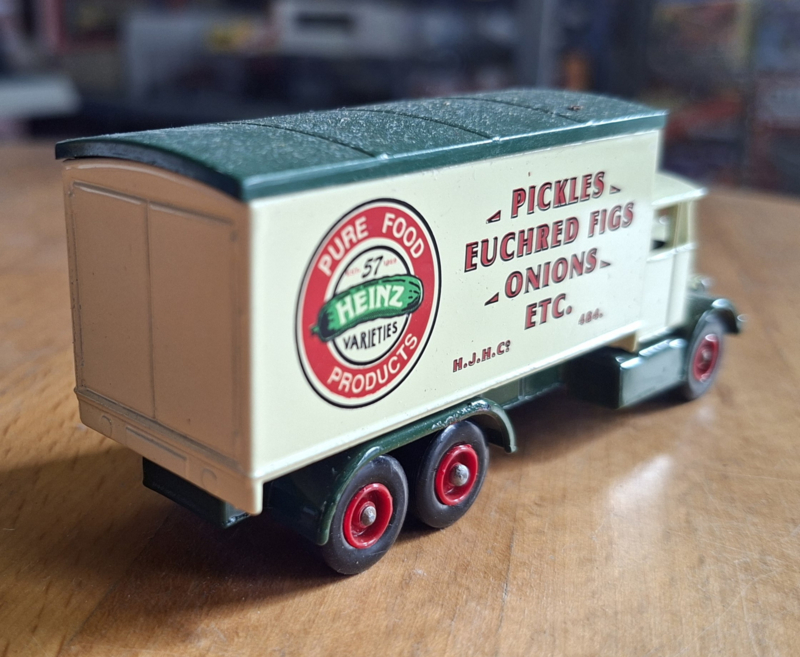 PURE FOOD
57
HEINZ
VARIETIES
PRODUCTS
PICKLES
EUCHRED FIGS
ONIONS
ETC.
484.
H.J.H.Co